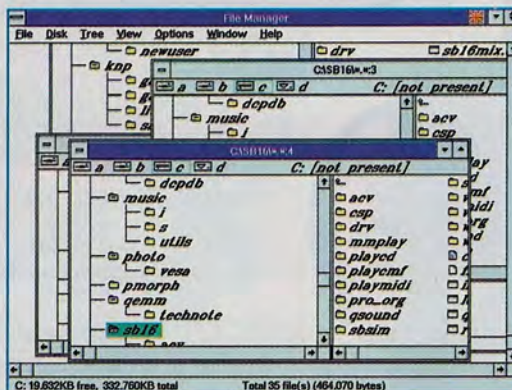 File Manager
File Disk Tree View Options Window Help
newuser
drv
sb16mix.
knp
C:\SB16\*.*:3
a b c d C: [not present]
dcpdb
music
i
acv
csp
C:\SB16\*.*:4
a b c d C: [not present]
dcpdb
music
i
s
utils
photo
vesa
pmorph
qemm
technote
sb16
acv
csp
drv
mmplay
playcd
playcmf
playmidi
pro...org
qsound
sbsim
C: 19,632KB free, 332,760KB total
Total 35 file(s) (464,070 bytes)